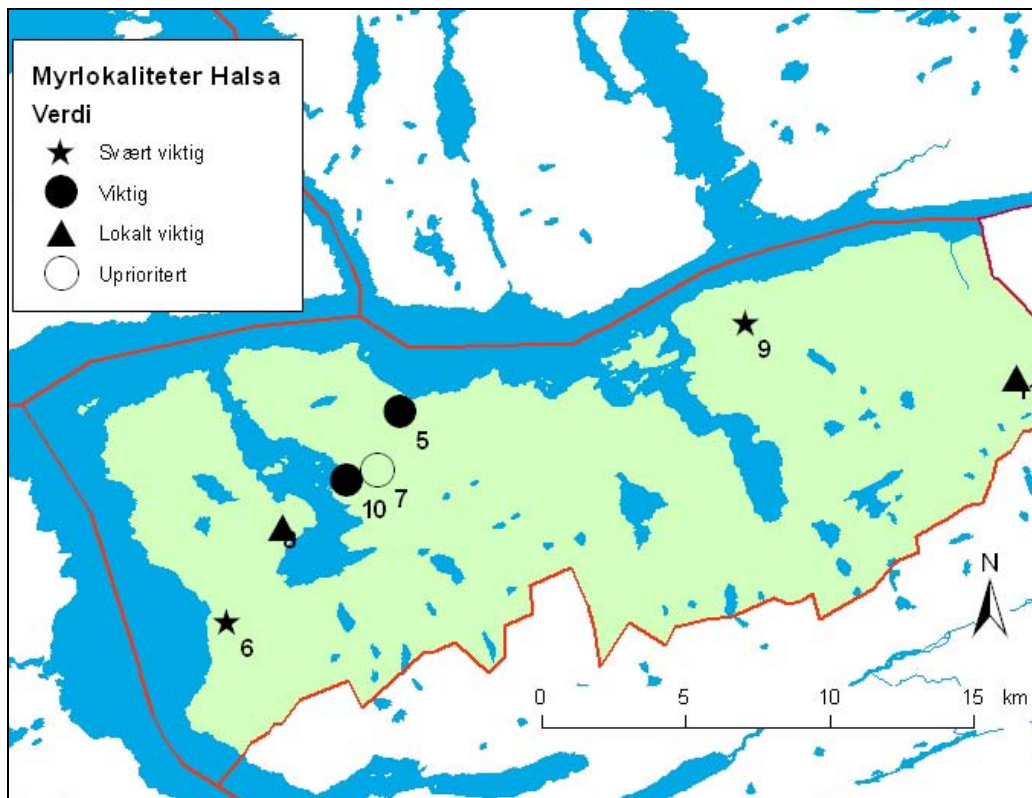 Myrlokaliteter Halsa
Verdi
Svært viktig
Viktig
Lokalt viktig
Uprioritert
9
5
7
10
6
N
0 5 10 15 km